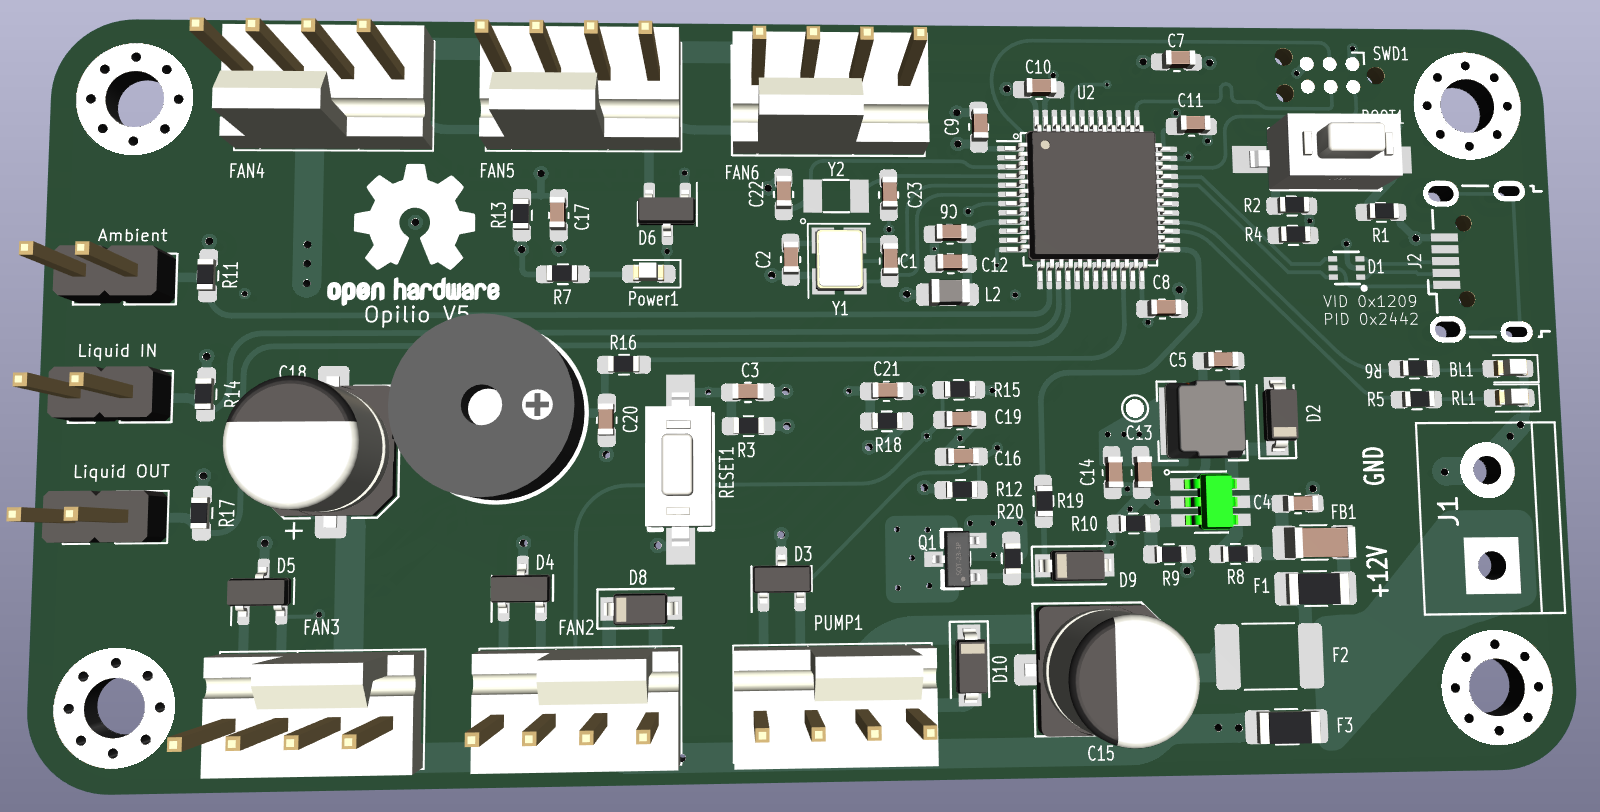 C7
SWD1
C10
U2
C11
C9
FAN4
FAN5
FAN6
Y2
C22
C23
R13
C17
D6
C6
R2
R1
R4
Ambient
R11
C2
C1
C12
D1
J2
R7
Power1
L2
Y1
C8
VID 0x1209
PID 0x2442
open hardware
Opilio V5
Liquid IN
R16
C18
R14
C3
C21
R15
C5
R6
BL1
R5
RL1
D2
C20
R3
R18
C19
C13
GND
Liquid OUT
R17
RESET1
C16
C14
R12
R19
R20
R10
C4
FB1
J1
+
D5
D4
D3
Q1
D8
D9
R9
R8
F1
+12V
FAN3
FAN2
PUMP1
D10
F2
F3
C15